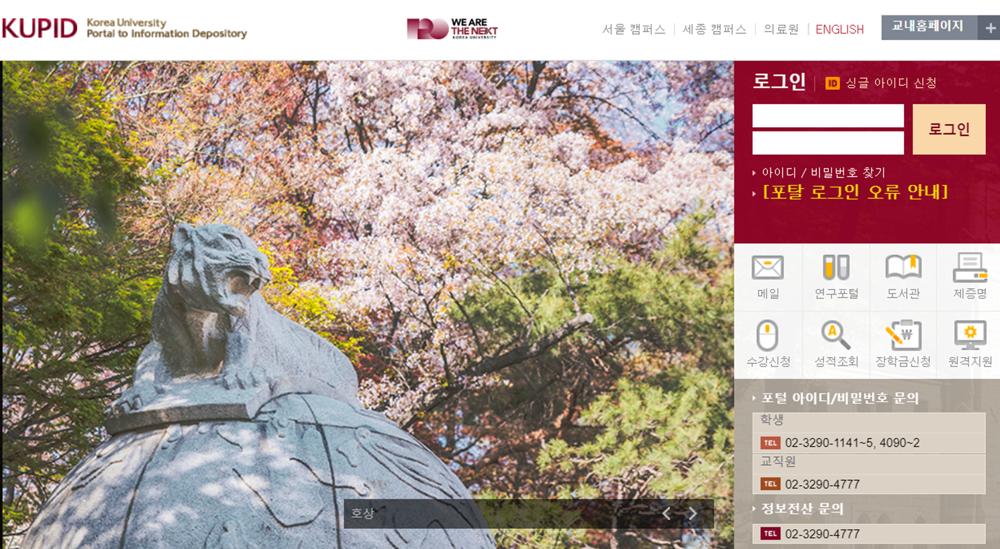 KUPID Korea University
Portal to Information Depository
120 WE ARE
THE NEXT
KOREA UNIVERSITY
서울 캠퍼스 세종 캠퍼스 의료원 ENGLISH 교내홈페이지 +
로그인 ID 싱글 아이디 신청
로그인
아이디 / 비밀번호 찾기
[포탈 로그인 오류 안내]
메일 연구포털 도서관 제증명
수강신청 성적조회 장학금신청 원격지원
포털 아이디/비밀번호 문의
학생
TEL 02-3290-1141~5, 4090~2
교직원
TEL 02-3290-4777
정보전산 문의
TEL 02-3290-4777
호상